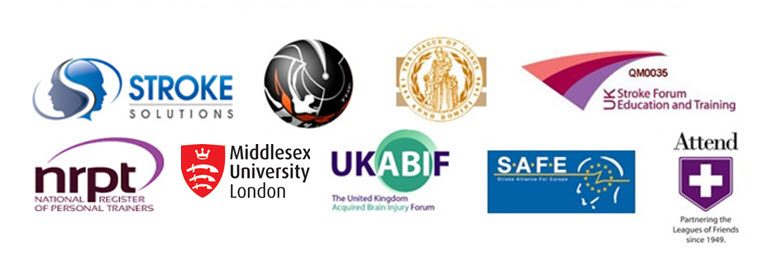 STROKE
SOLUTIONS
THE LEAGUE OF MERCY
QM0035
UK Stroke Forum
Education and Training
nrpt
NATIONAL REGISTER
OF PERSONAL TRAINERS
Middlesex
University
London
UKABIF
The United Kingdom
Acquired Brain Injury Forum
S·A·F·E
Stroke Alliance For Europe
Attend
Partnering the
Leagues of Friends
since 1949.